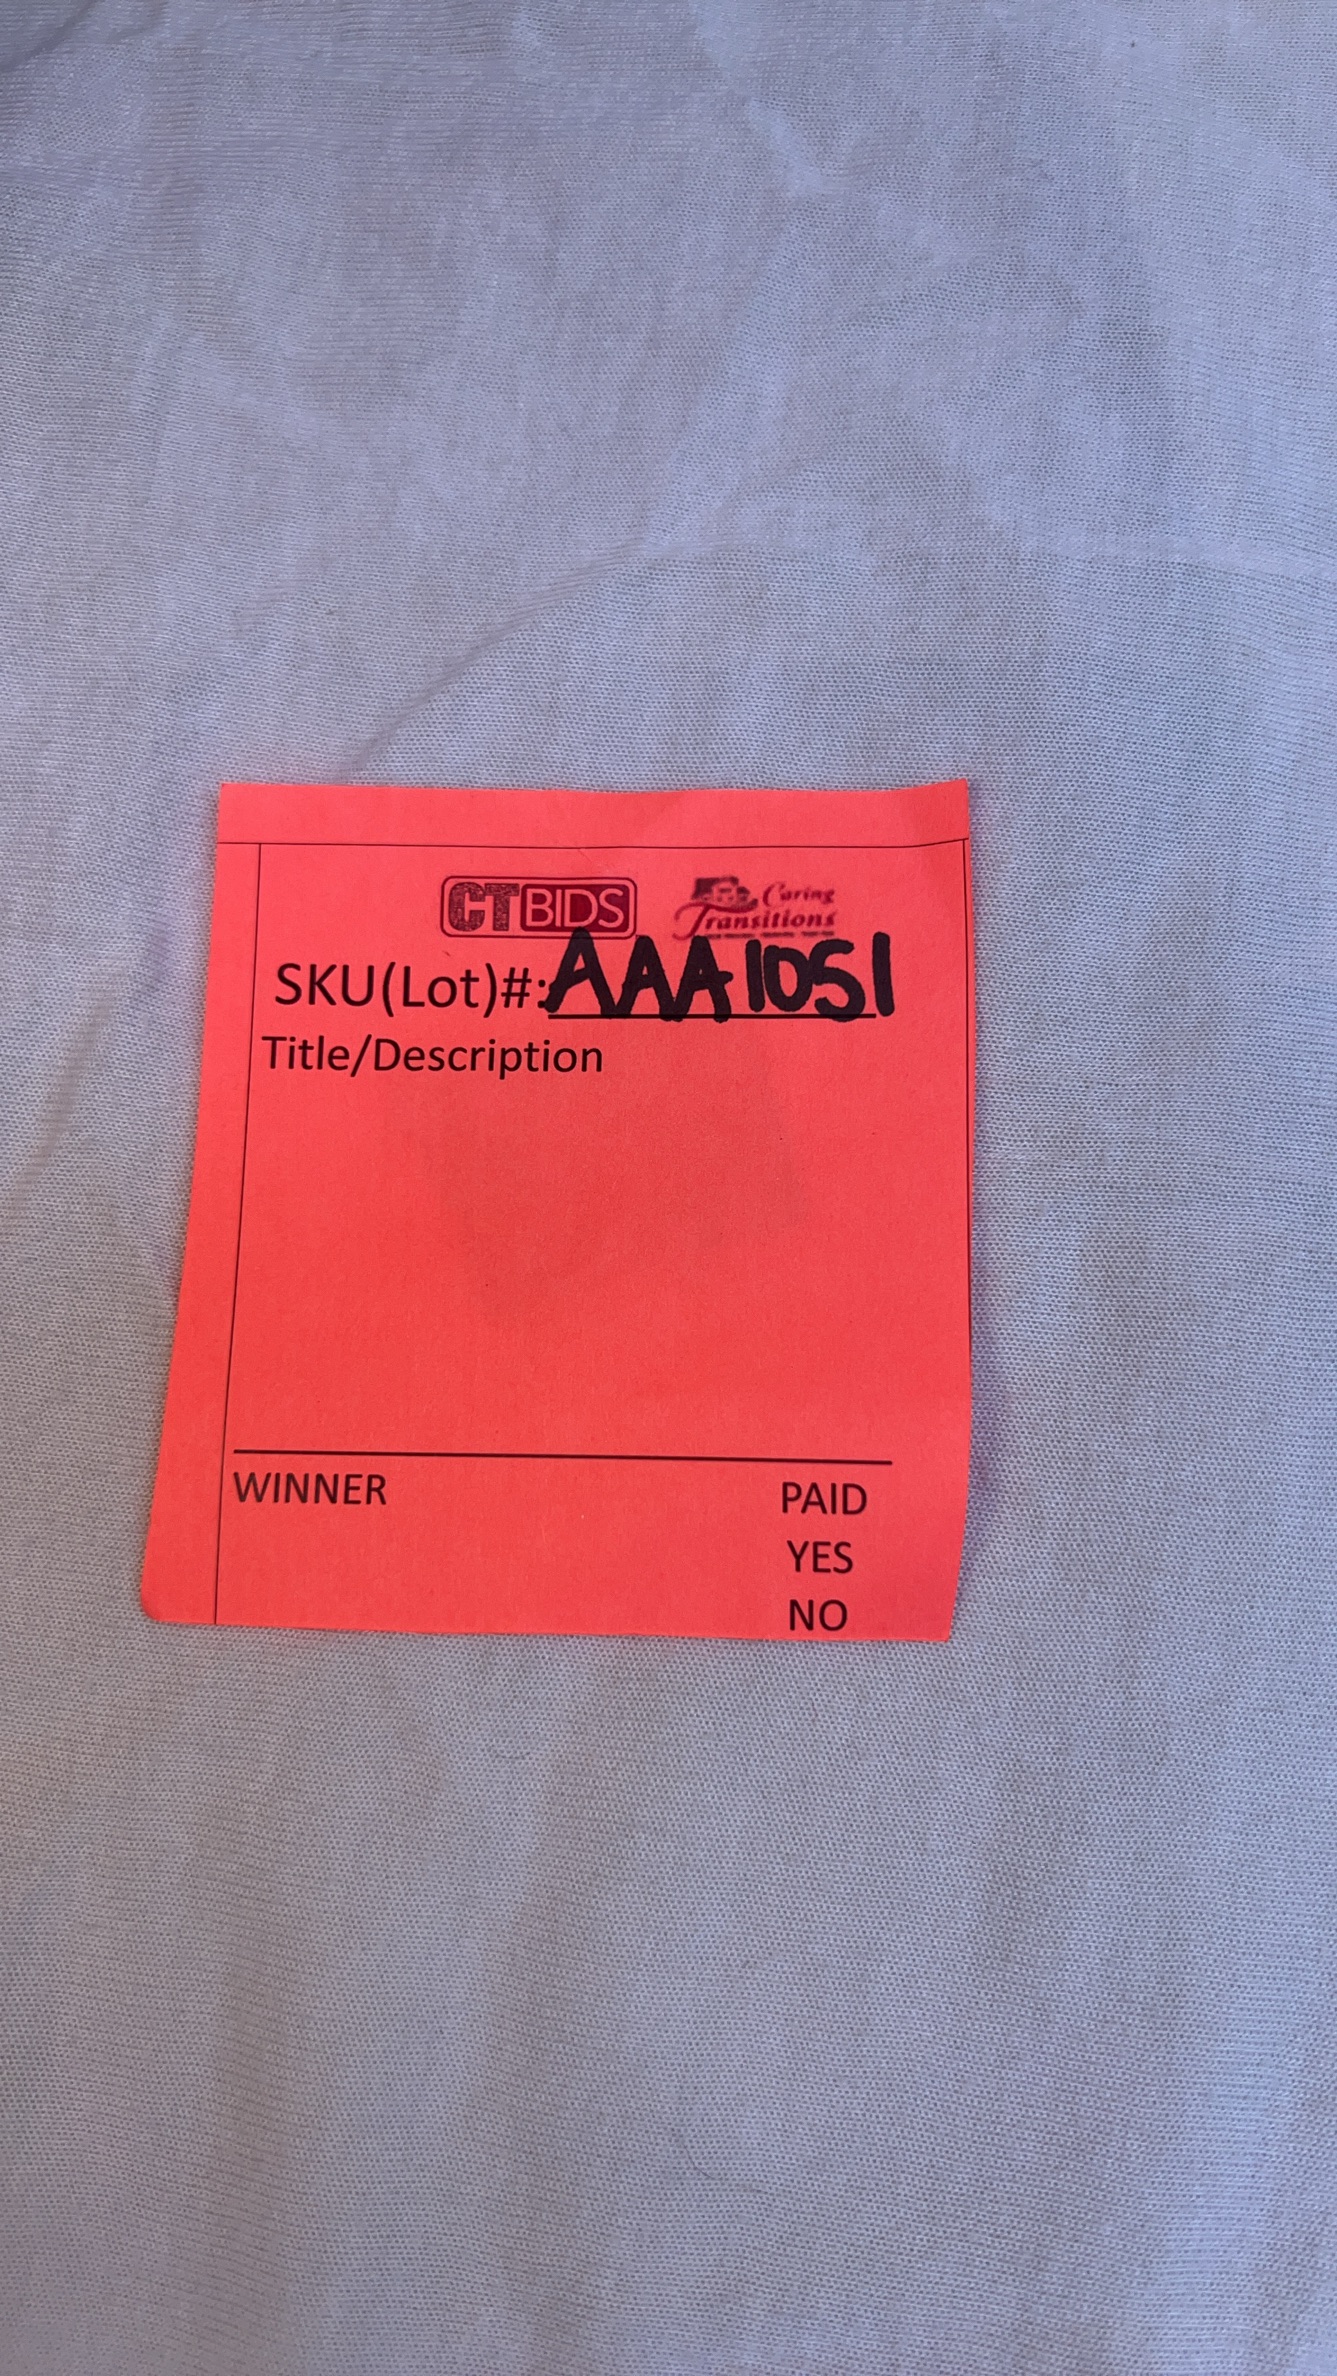 CTBIDS Caring
Transitions
SKU(Lot)#: AAA1051
Title/Description
WINNER PAID
YES
NO